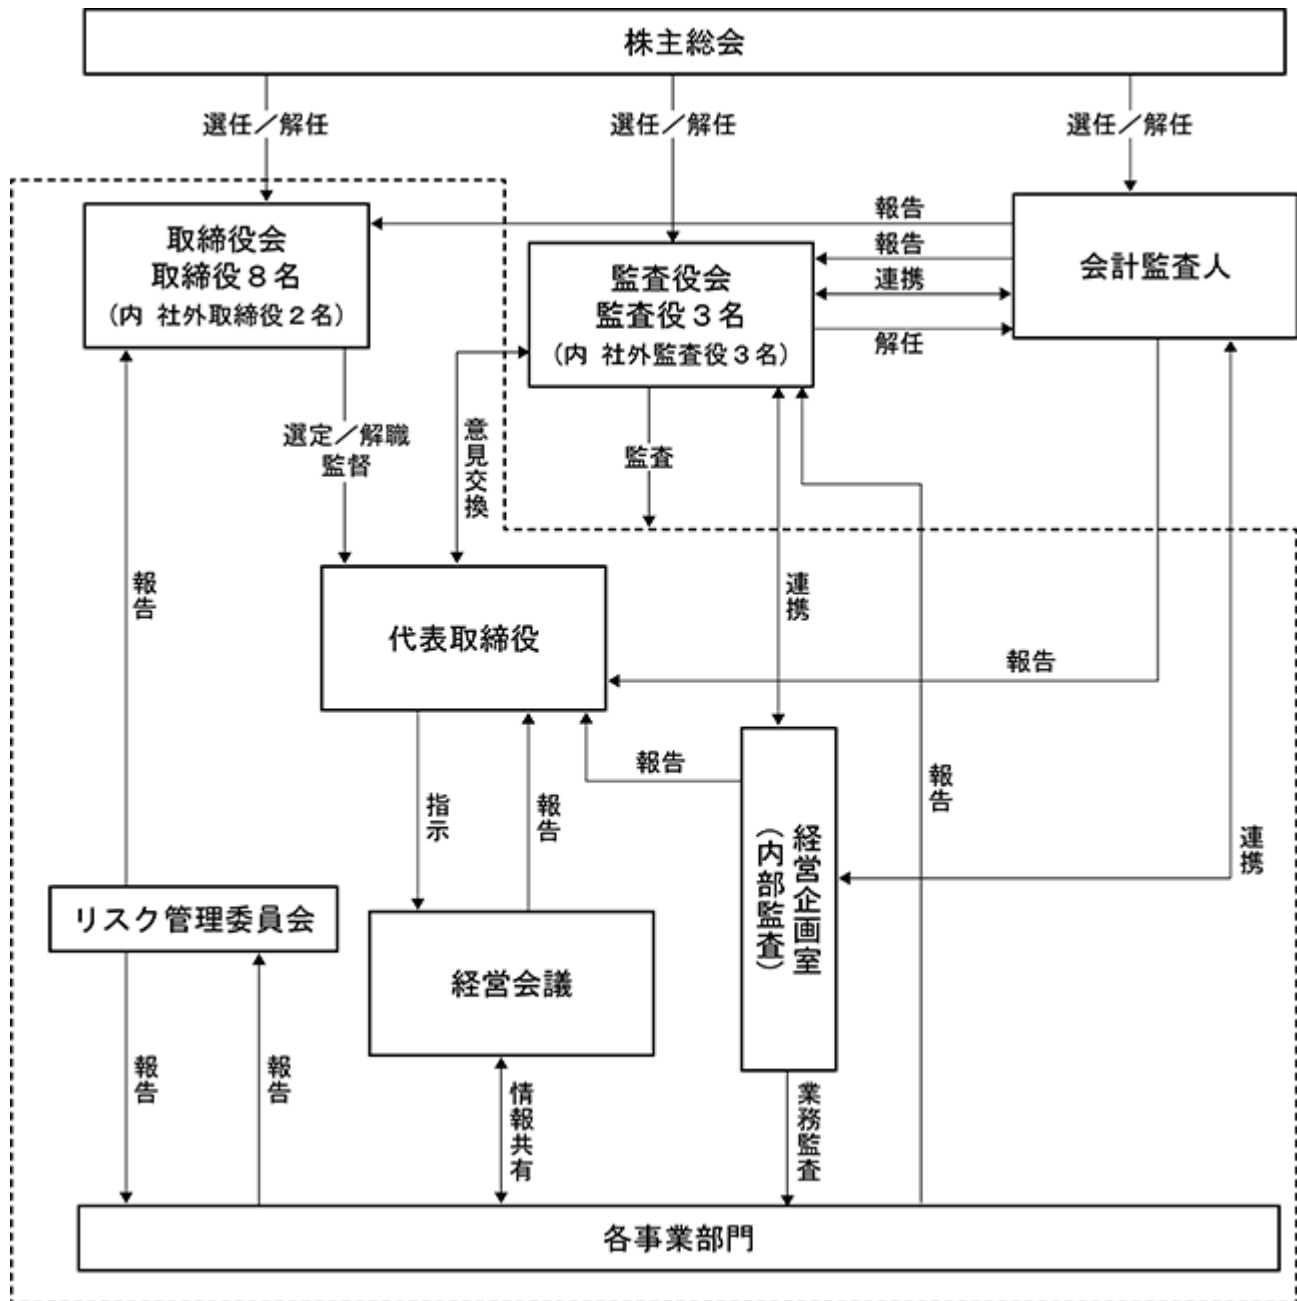 株主総会
選任／解任
選任／解任
選任／解任
取締役会
取締役８名
（内 社外取締役２名）
監査役会
監査役３名
（内 社外監査役３名）
会計監査人
報告
報告
連携
解任
選定／解職
監督
意見交換
監査
報告
連携
代表取締役
報告
報告
指示
報告
報告
連携
経営企画室
（内部監査）
リスク管理委員会
経営会議
報告
報告
情報共有
業務監査
各事業部門